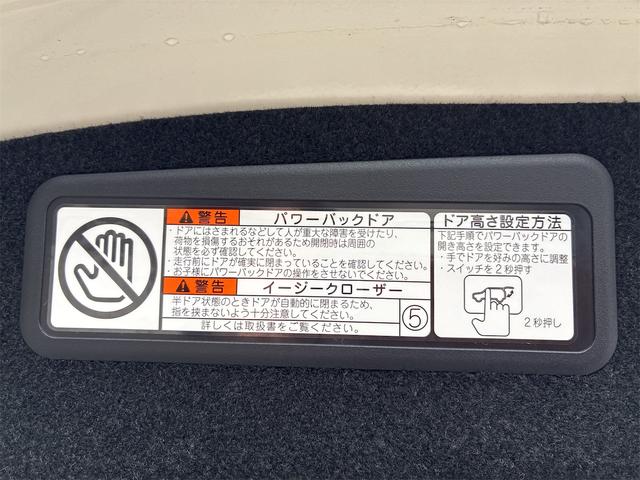 警告 パワーバックドア
・ドアにはさまれるなどして人が重大な障害を受けたり、
荷物を損傷するおそれがあるため開閉時は周囲の
状態を必ず確認してください。
・走行前にドアが確実に閉まっていることを確認してください。
・お子様にパワーバックドアの操作をさせないでください。
警告 イージークローザー
半ドア状態のときドアが自動的に閉まるため、
指を挟まないよう十分注意してください。
⑤
詳しくは取扱書をご覧ください。
ドア高さ設定方法
下記手順でパワーバックドアの
開き高さを設定できます。
・手でドアを好みの高さに調整
・スイッチを2秒押す
2秒押し